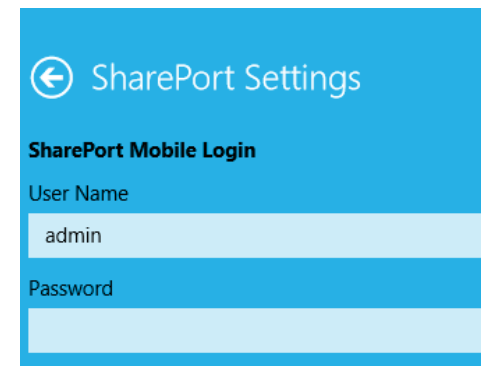 SharePort Settings
SharePort Mobile Login
User Name
admin
Password